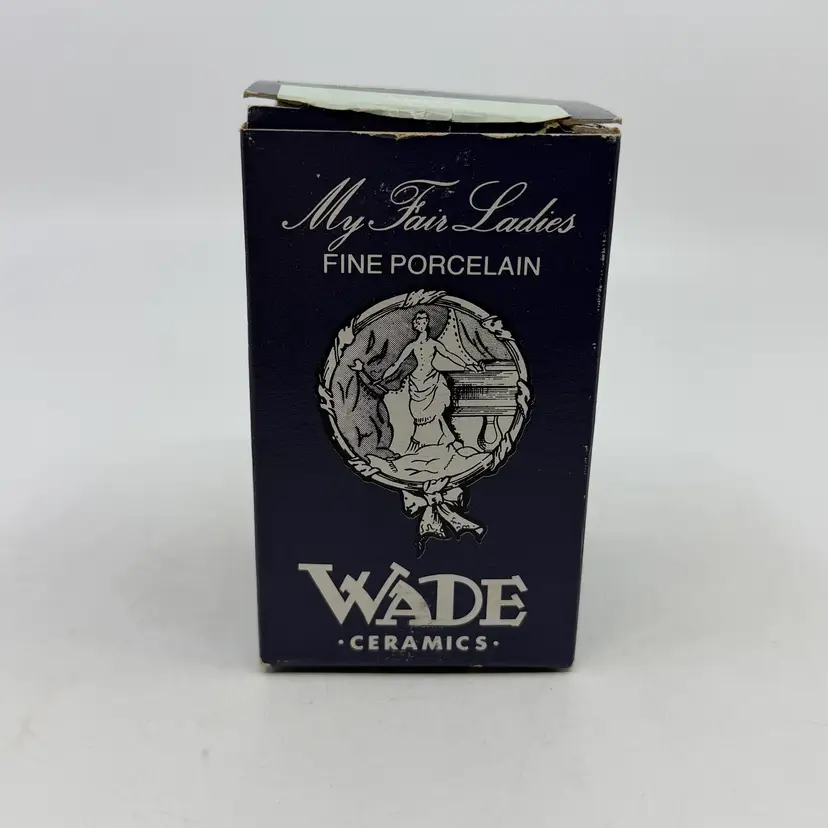 My Fair Ladies
FINE PORCELAIN
WADE
·CERAMICS·